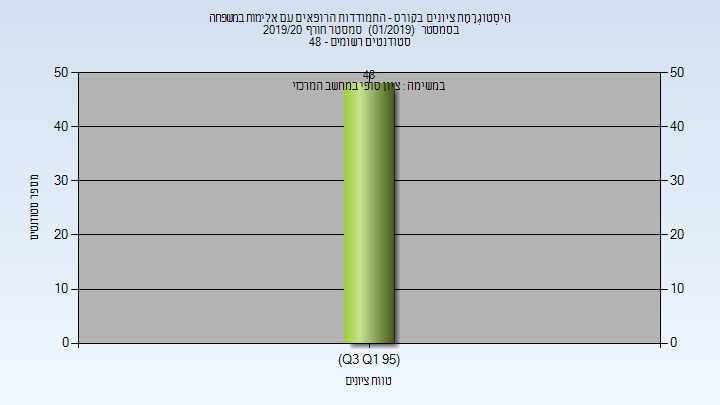 הִיסְטוֹגְרָמַת ציונים בקורס - התמודדות הרופאים עם אלימות במשפחה
בסמסטר (01/2019) סמסטר חורף 2019/20
סטודנטים רשומים - 48
48
במשימה : ציון סופי במחשב המרכזי
50
40
30
20
10
0
50
40
30
20
10
0
מספר סטודנטים
(Q3 Q1 95)
טווח ציונים